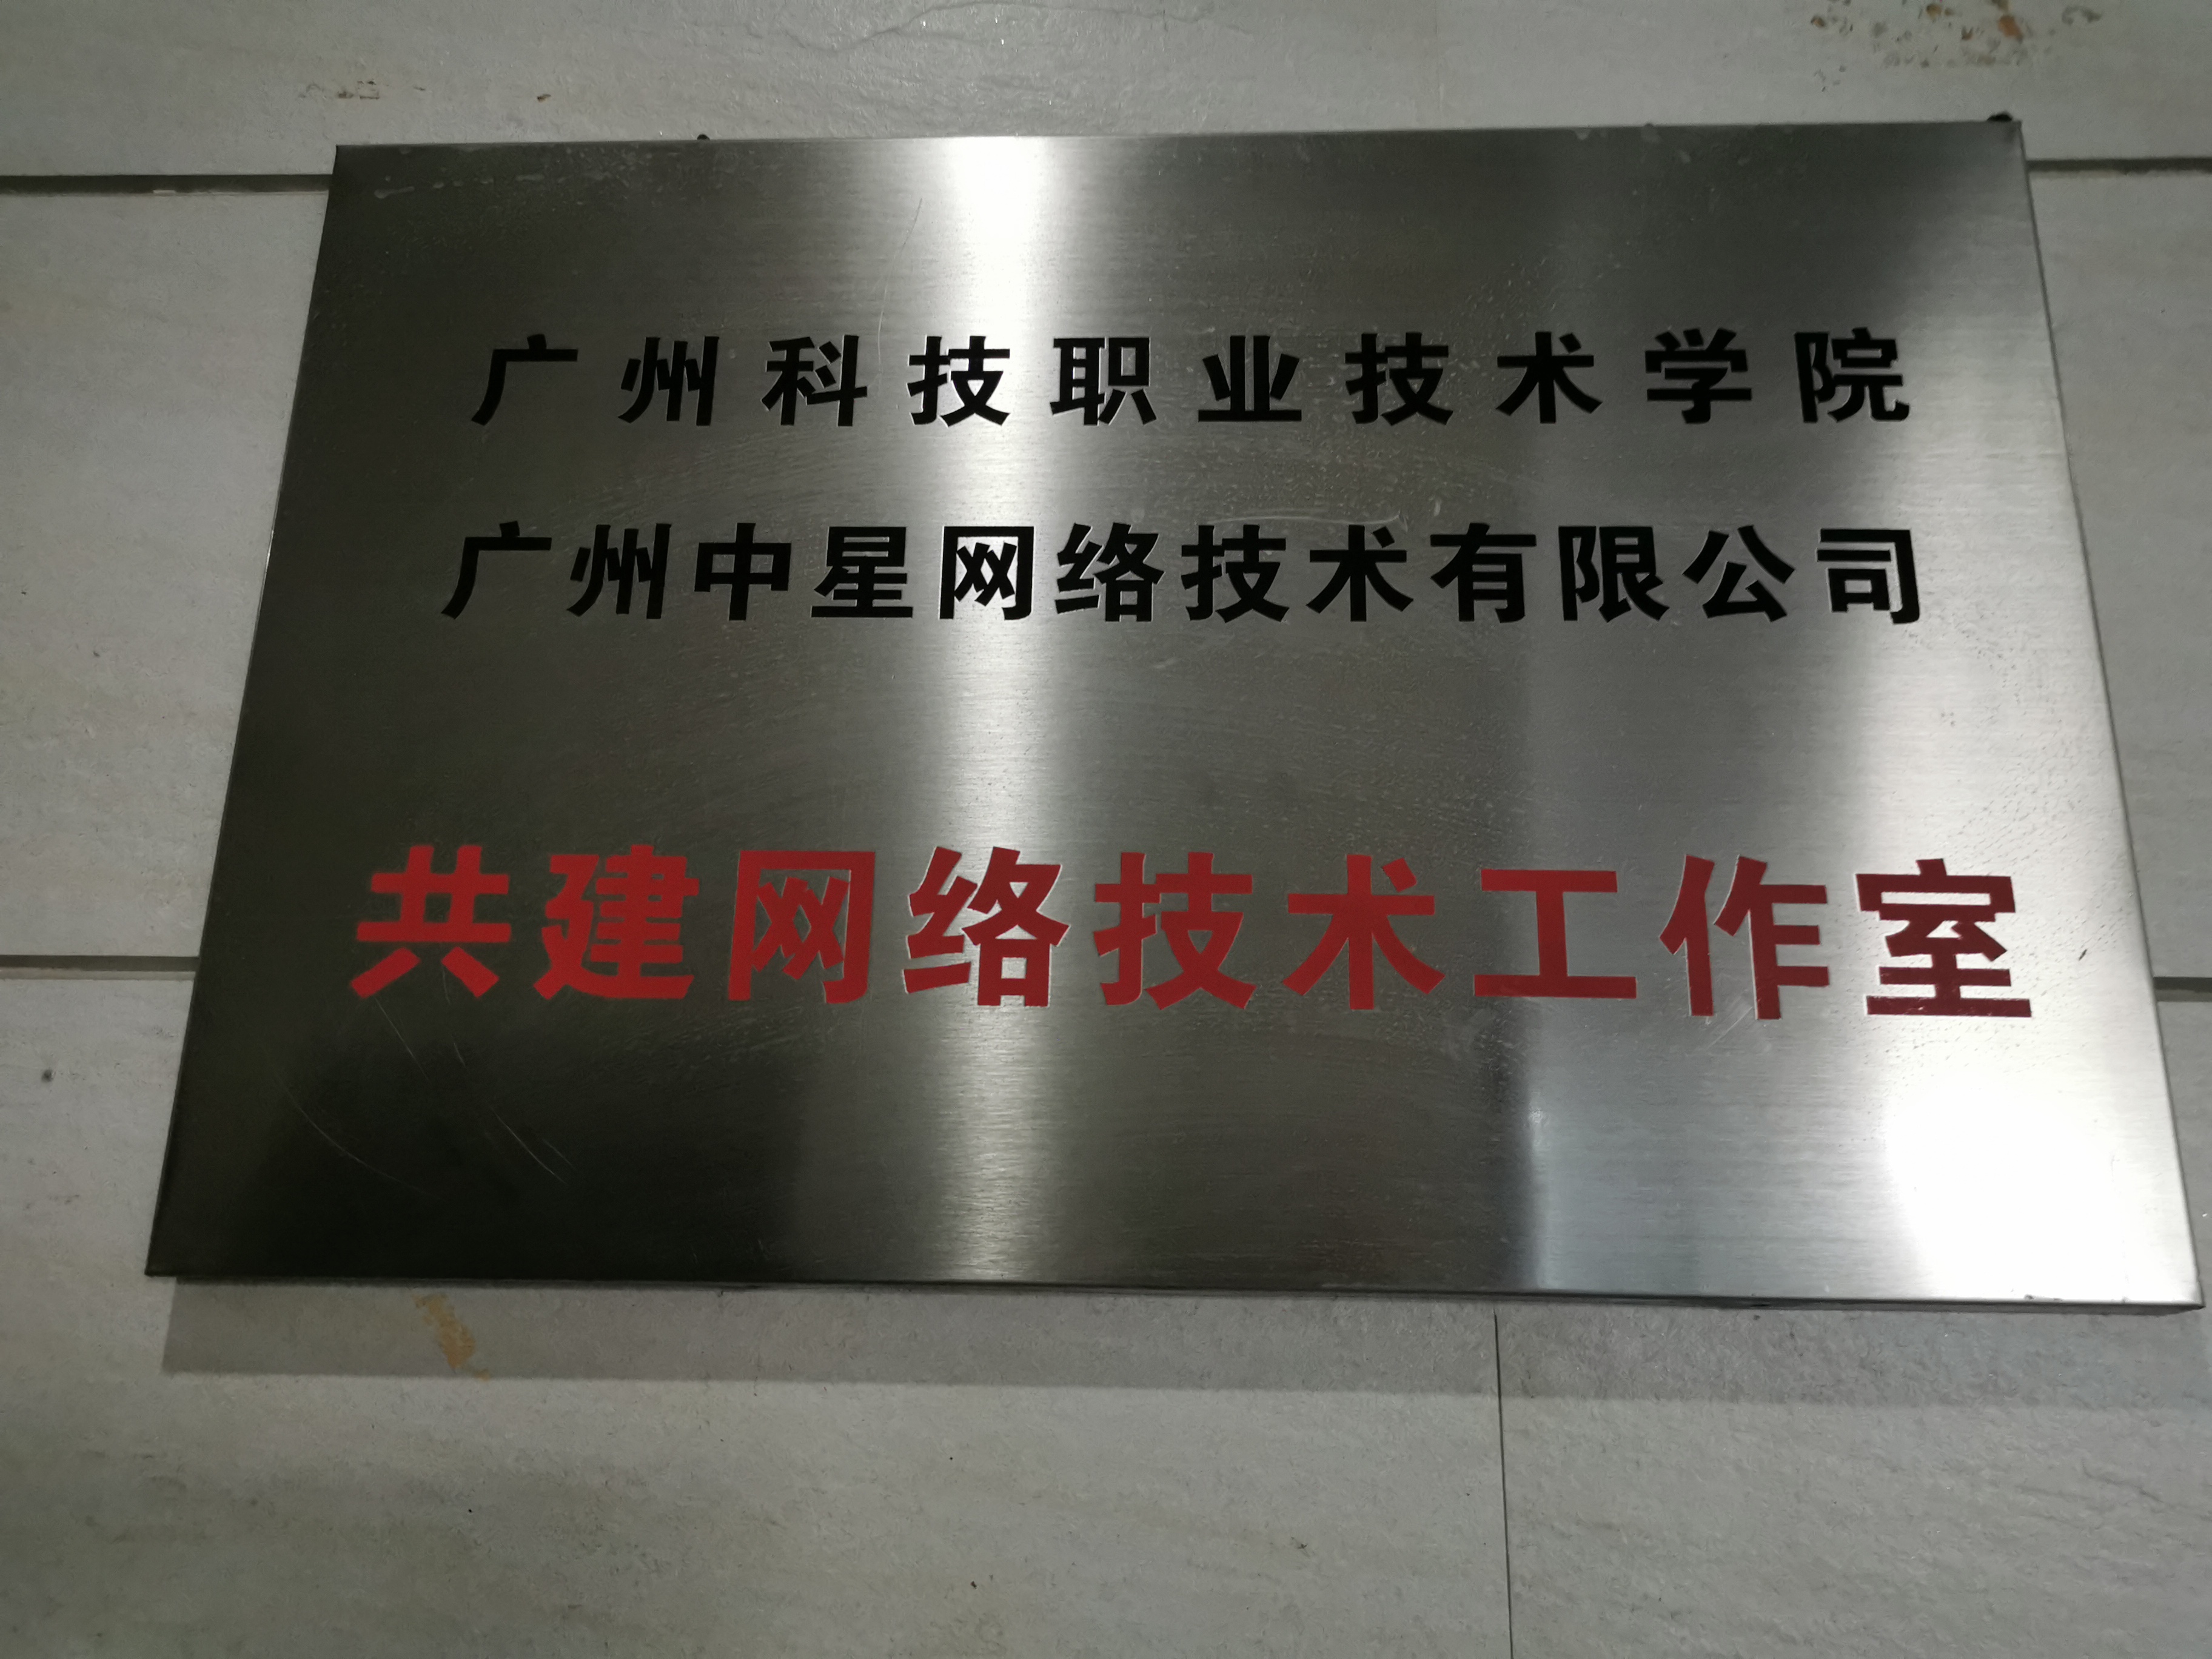 广州科技职业技术学院
广州中星网络技术有限公司
共建网络技术工作室